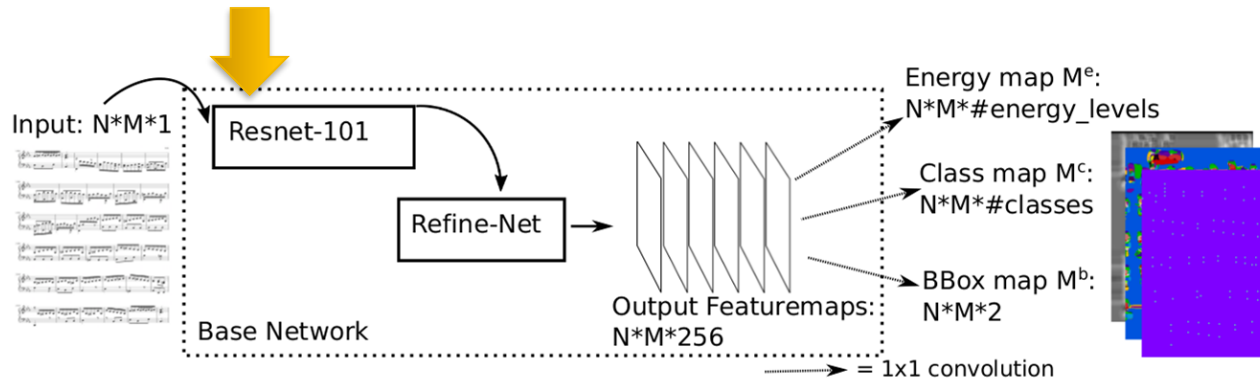 Input: N*M*1
Resnet-101
Refine-Net
Base Network
Output Featuremaps:
N*M*256
Energy map Mᵉ:
N*M*#energy_levels
Class map Mᶜ:
N*M*#classes
BBox map Mᵇ:
N*M*2
= 1x1 convolution